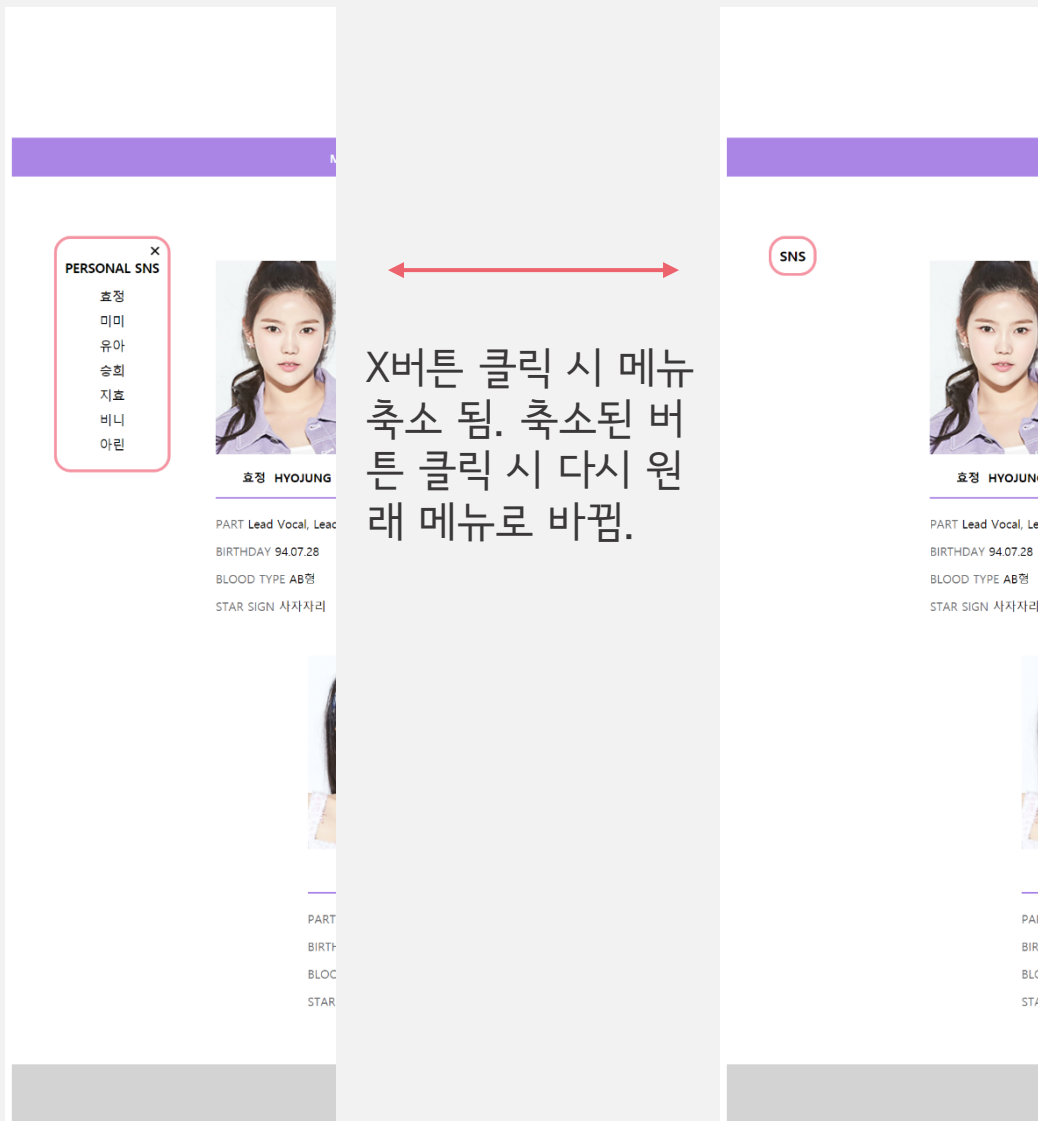 M
×
PERSONAL SNS
효정
미미
유아
승희
지효
비니
아린
효정 HYOJUNG
PART Lead Vocal, Leac
BIRTHDAY 94.07.28
BLOOD TYPE AB형
STAR SIGN 사자자리
PART
BIRTH
BLOO
STAR
X버튼 클릭 시 메뉴
축소 됨. 축소된 버
튼 클릭 시 다시 원
래 메뉴로 바뀜.
SNS
효정 HYOJUNG
PART Lead Vocal, Le
BIRTHDAY 94.07.28
BLOOD TYPE AB형
STAR SIGN 사자자리
PAR
BIR
BLO
STA